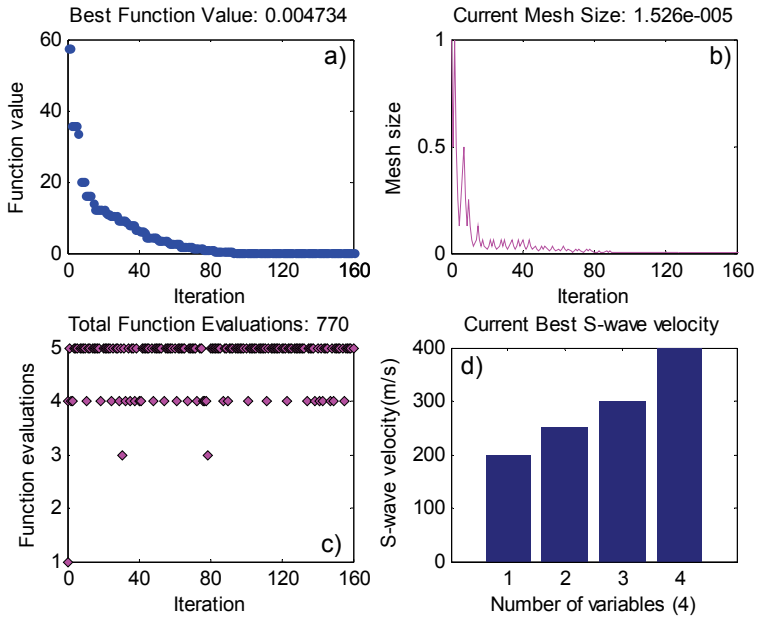 Best Function Value: 0.004734
a)
60
40
20
0
Function value
0 40 80 120 160
Iteration
Current Mesh Size: 1.526e-005
b)
1
0.5
0
Mesh size
0 40 80 120 160
Iteration
Total Function Evaluations: 770
5
4
3
2
1
Function evaluations
c)
0 40 80 120 160
Iteration
Current Best S-wave velocity
d)
400
300
200
100
0
S-wave velocity(m/s)
1 2 3 4
Number of variables (4)